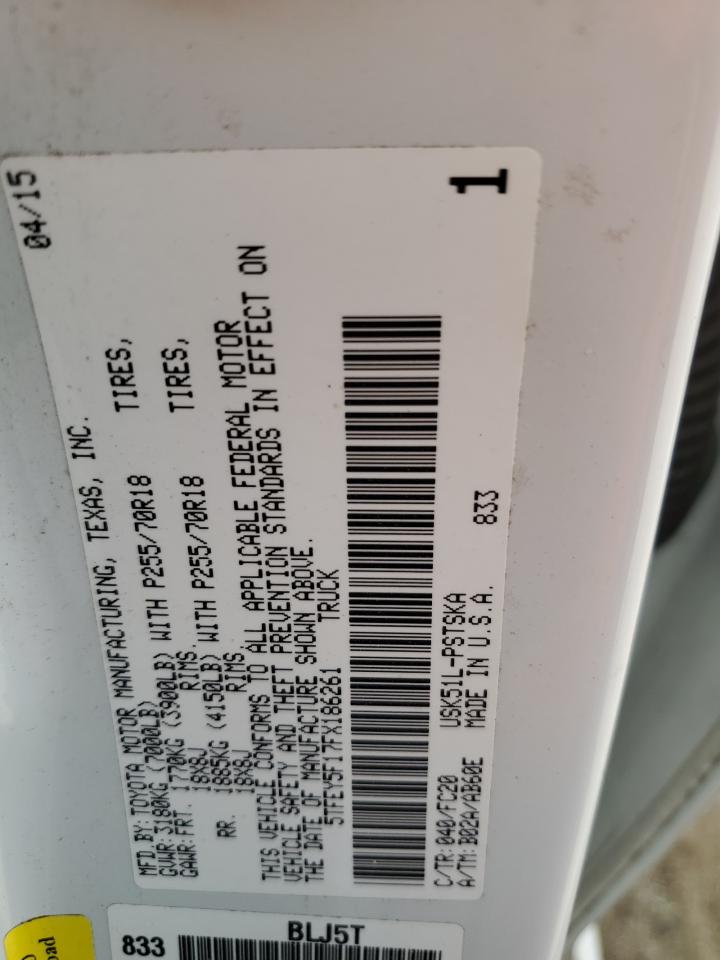 04/15
MFD. BY: TOYOTA MOTOR MANUFACTURING, TEXAS, INC.
GVWR: 3180KG (7000LB)
GAWR: FRT. 1770KG (3900LB) WITH P255/70R18 TIRES,
18X8J RIMS.
RR. 1885KG (4150LB) WITH P255/70R18 TIRES,
18X8J RIMS.
THIS VEHICLE CONFORMS TO ALL APPLICABLE FEDERAL MOTOR
VEHICLE SAFETY AND THEFT PREVENTION STANDARDS IN EFFECT ON
THE DATE OF MANUFACTURE SHOWN ABOVE.
5TFEY5F17FX186261 TRUCK
C/TR: 040/FC20 USK51L-PSTSKA 833
A/TM: B02A/AB60E MADE IN U.S.A.
1
833
BLJ5T